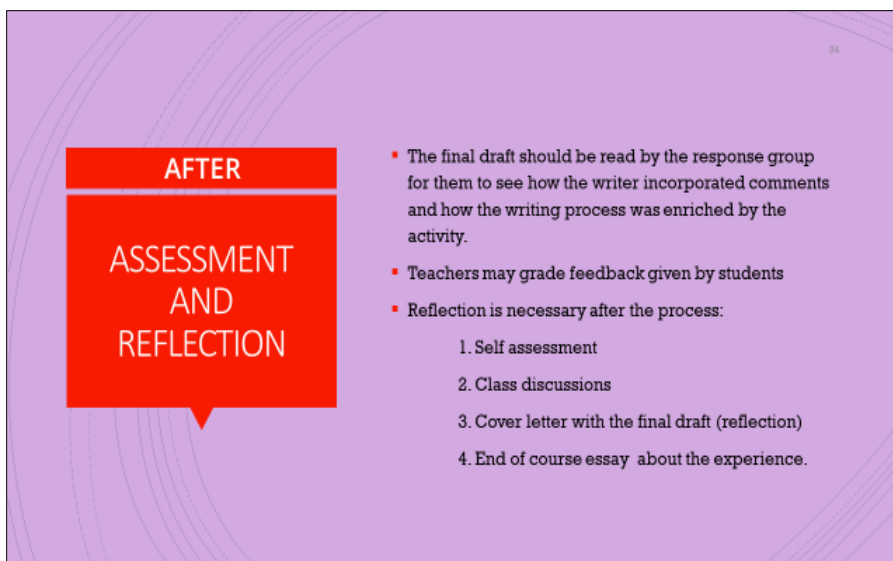 34
AFTER
ASSESSMENT
AND
REFLECTION
▪ The final draft should be read by the response group
for them to see how the writer incorporated comments
and how the writing process was enriched by the
activity.
▪ Teachers may grade feedback given by students
▪ Reflection is necessary after the process:
1. Self assessment
2. Class discussions
3. Cover letter with the final draft (reflection)
4. End of course essay about the experience.